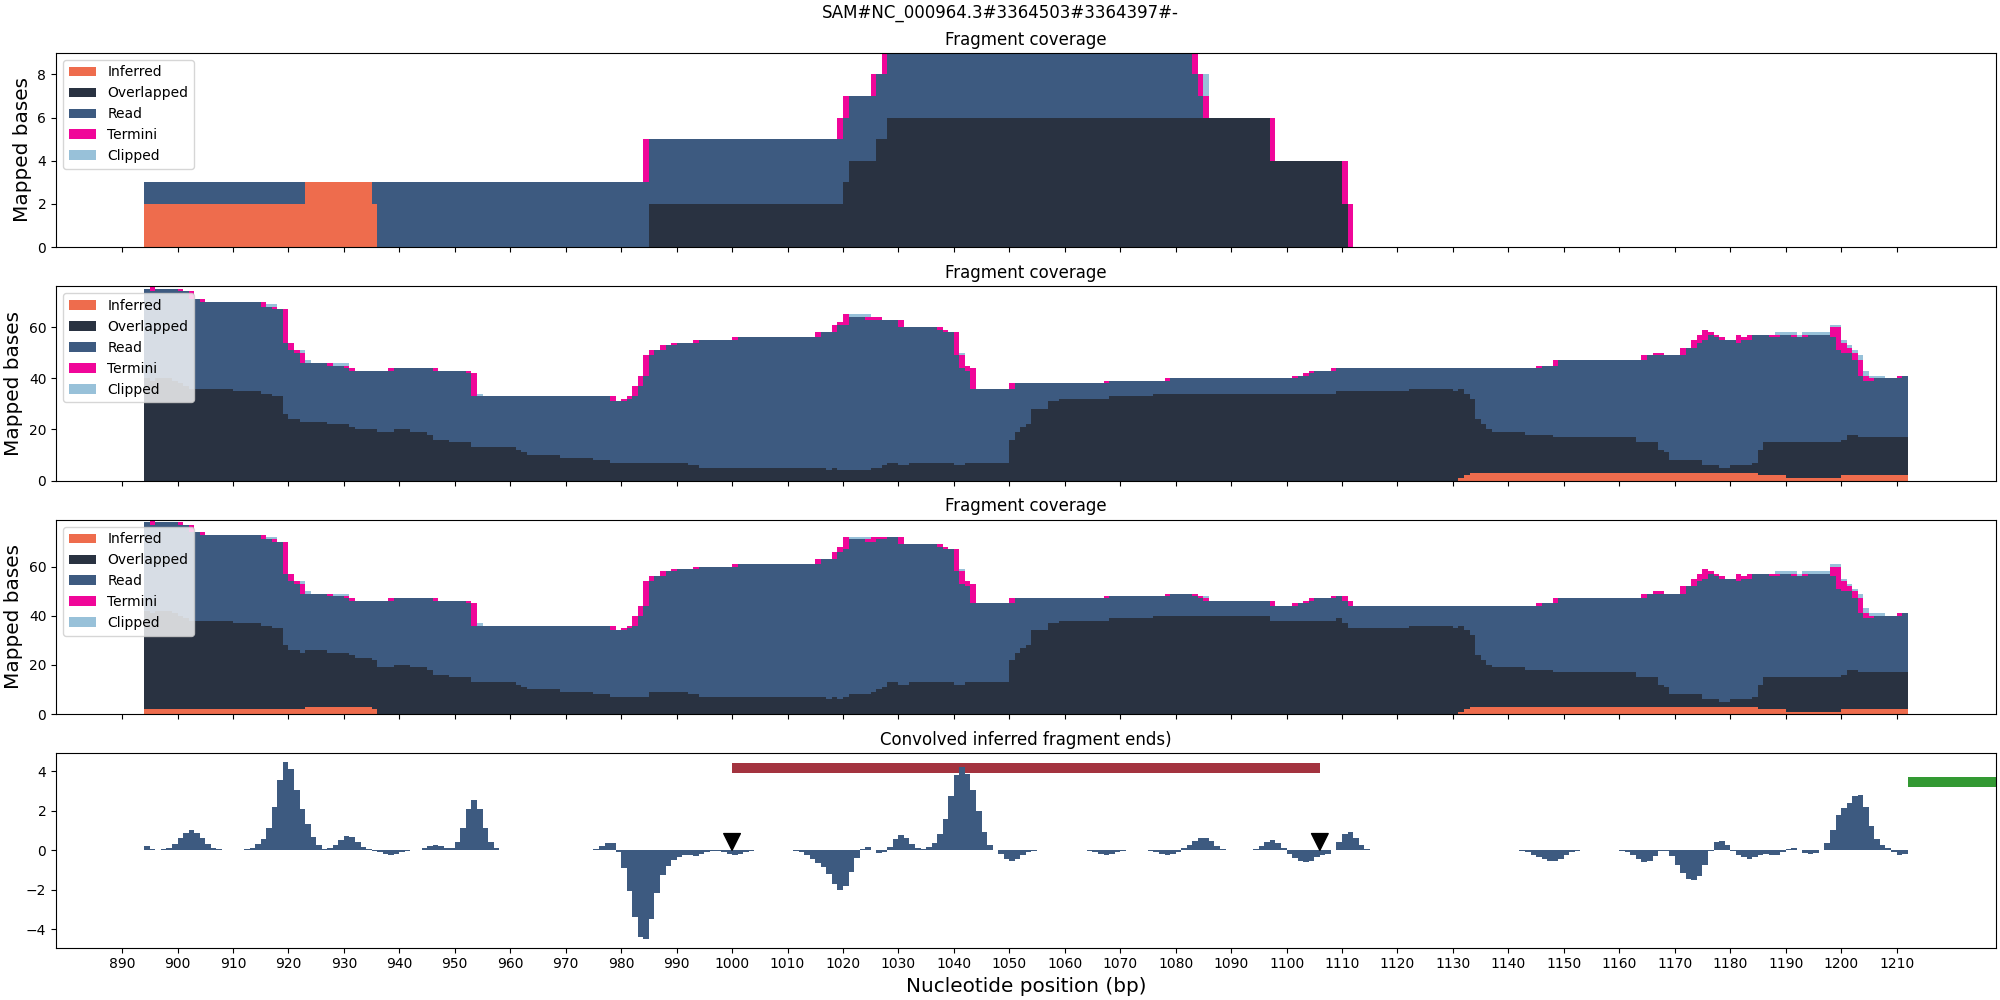 SAM#NC_000964.3#3364503#3364397#-
Fragment coverage
Mapped bases
8
6
4
2
0
Inferred
Overlapped
Read
Termini
Clipped
Fragment coverage
Mapped bases
60
40
20
0
Inferred
Overlapped
Read
Termini
Clipped
Fragment coverage
Mapped bases
60
40
20
0
Inferred
Overlapped
Read
Termini
Clipped
Convolved inferred fragment ends)
4
2
0
−2
−4
890 900 910 920 930 940 950 960 970 980 990 1000 1010 1020 1030 1040 1050 1060 1070 1080 1090 1100 1110 1120 1130 1140 1150 1160 1170 1180 1190 1200 1210
Nucleotide position (bp)